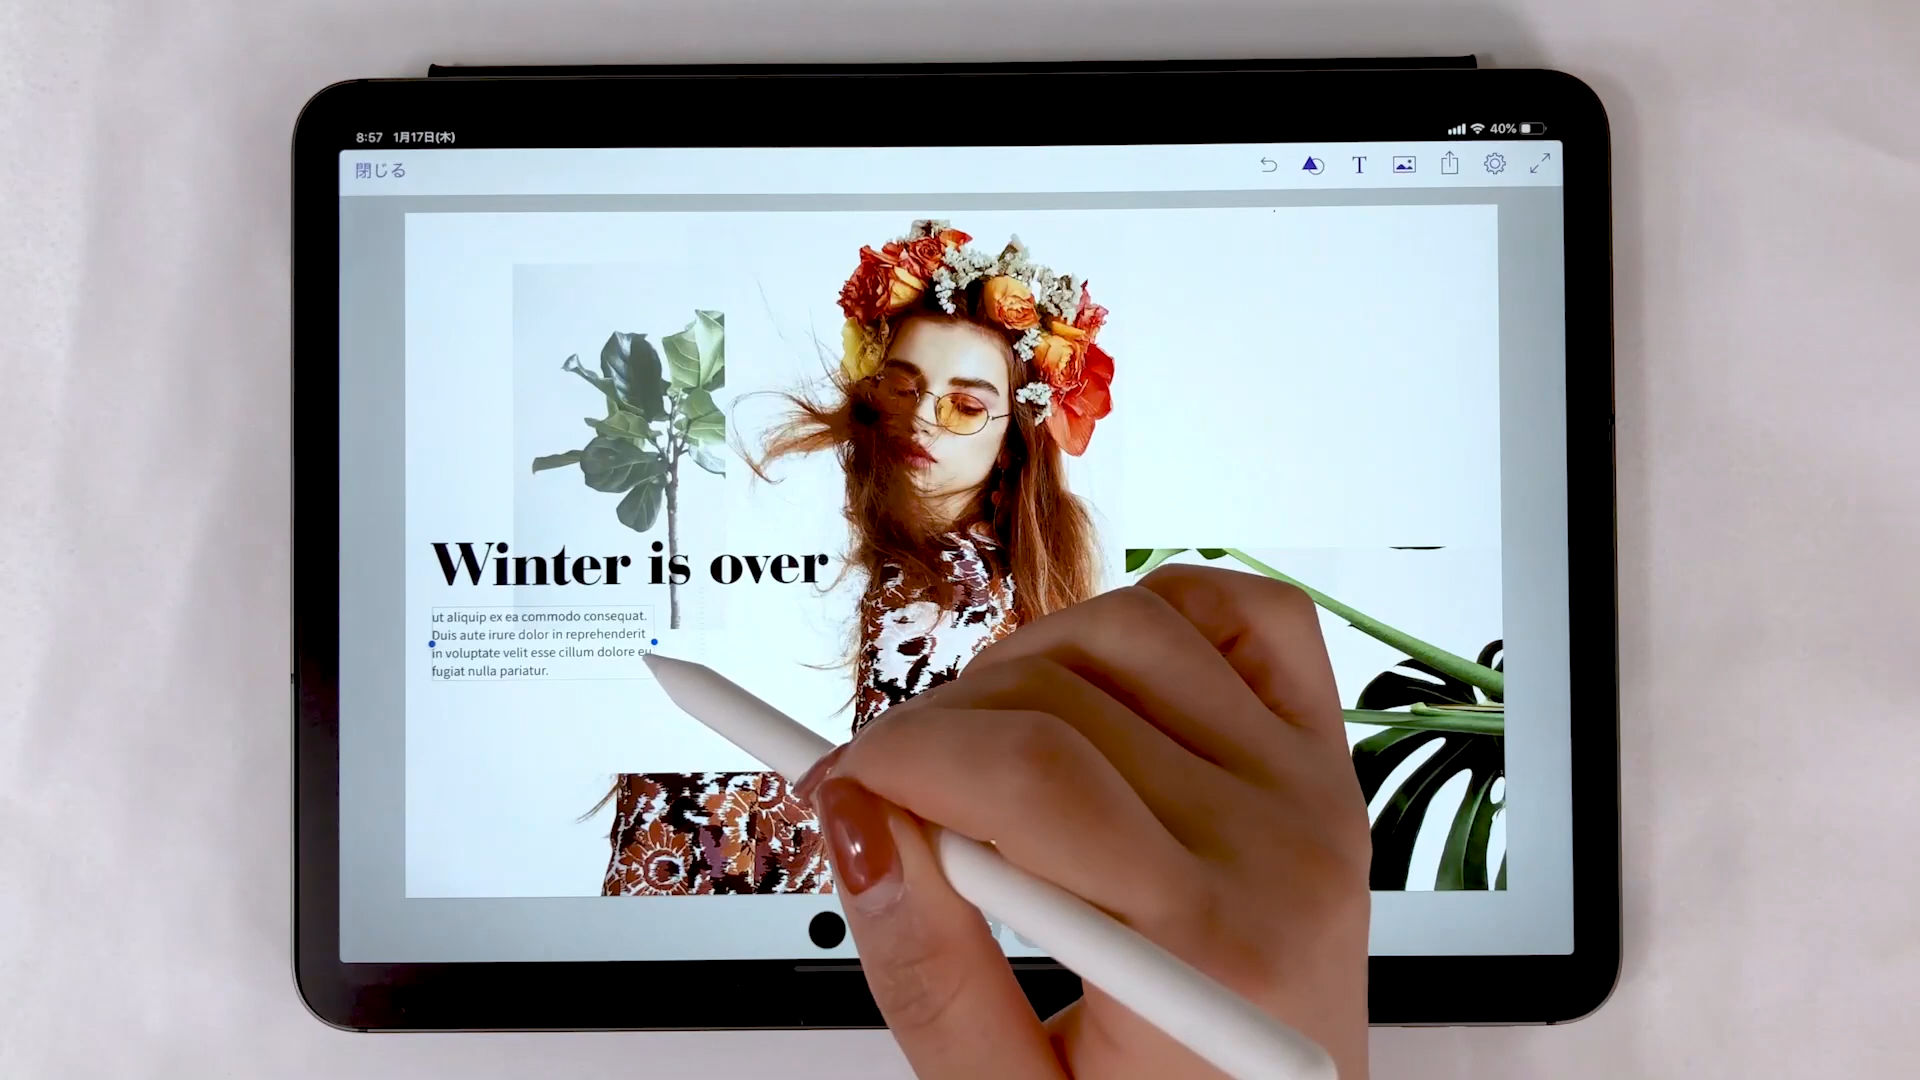 8:57 1月17日(木)
40%
閉じる
T
Winter is over
ut aliquip ex ea commodo consequat.
Duis aute irure dolor in reprehenderit
in voluptate velit esse cillum dolore eu
fugiat nulla pariatur.